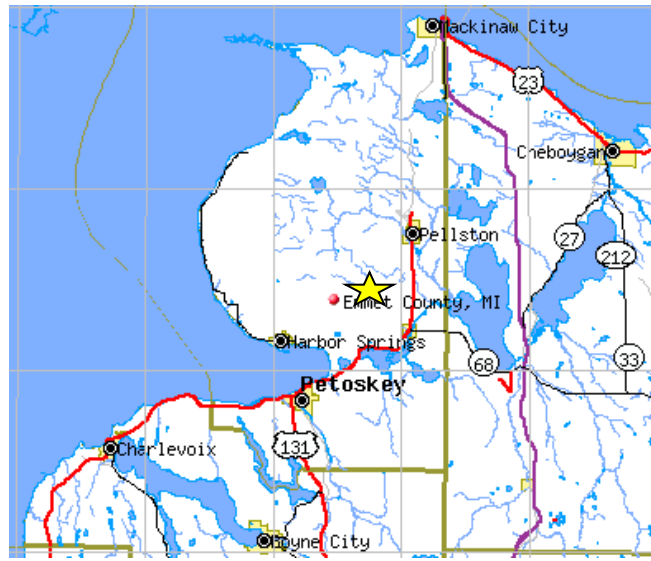 Mackinaw City
23
Cheboygan
Pellston
27
212
Emmet County, MI
Harbor Springs
68
33
Petoskey
131
Charlevoix
Boyne City